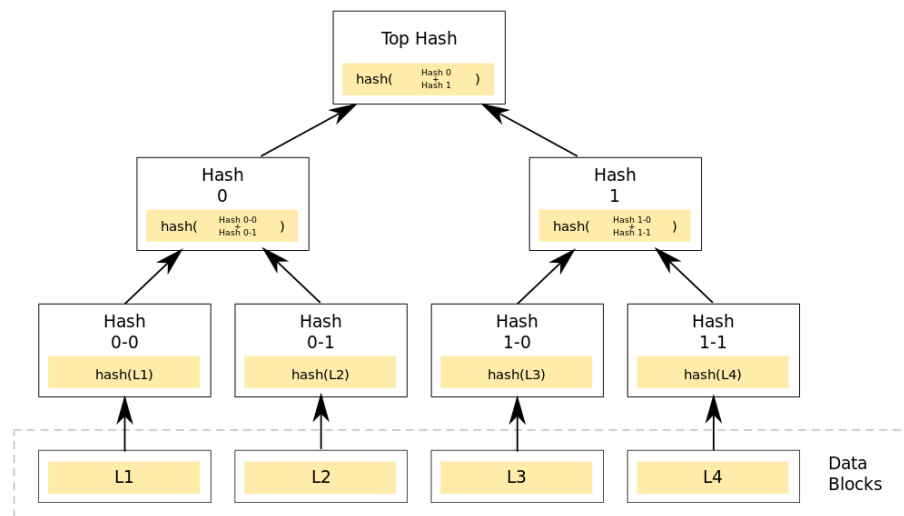 Top Hash
hash( Hash 0 + Hash 1 )
Hash
0
hash( Hash 0-0 + Hash 0-1 )
Hash
1
hash( Hash 1-0 + Hash 1-1 )
Hash
0-0
hash(L1)
Hash
0-1
hash(L2)
Hash
1-0
hash(L3)
Hash
1-1
hash(L4)
L1
L2
L3
L4
Data
Blocks